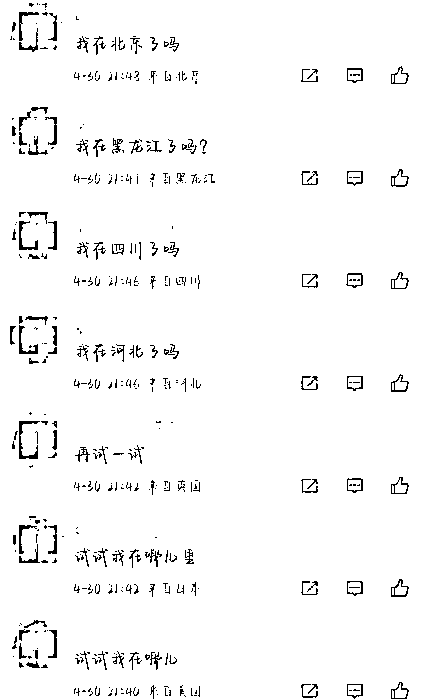 我在北京了吗
4-30 21:48 来自北京
我在黑龙江了吗?
4-30 21:47 来自黑龙江
我在四川了吗
4-30 21:46 来自四川
我在河北了吗
4-30 21:45 来自河北
再试一试
4-30 21:42 来自英国
试试我在哪儿里
4-30 21:42 来自日本
试试我在哪儿
4-30 21:40 来自美国